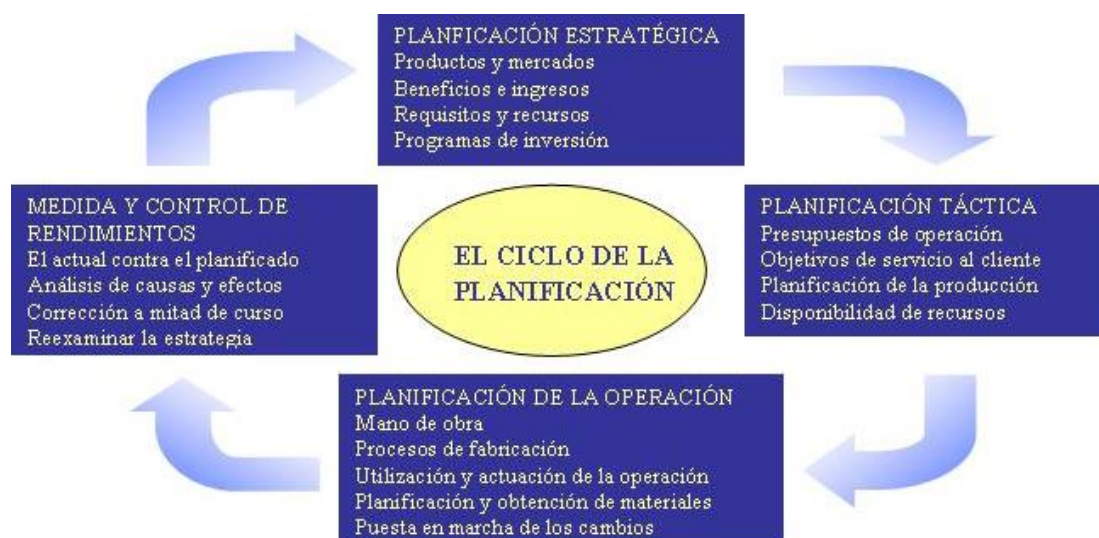 PLANFICACIÓN ESTRATÉGICA
Productos y mercados
Beneficios e ingresos
Requisitos y recursos
Programas de inversión
MEDIDA Y CONTROL DE
RENDIMIENTOS
El actual contra el planificado
Análisis de causas y efectos
Corrección a mitad de curso
Reexaminar la estrategia
EL CICLO DE LA
PLANIFICACIÓN
PLANIFICACIÓN TÁCTICA
Presupuestos de operación
Objetivos de servicio al cliente
Planificación de la producción
Disponibilidad de recursos
PLANIFICACIÓN DE LA OPERACIÓN
Mano de obra
Procesos de fabricación
Utilización y actuación de la operación
Planificación y obtención de materiales
Puesta en marcha de los cambios